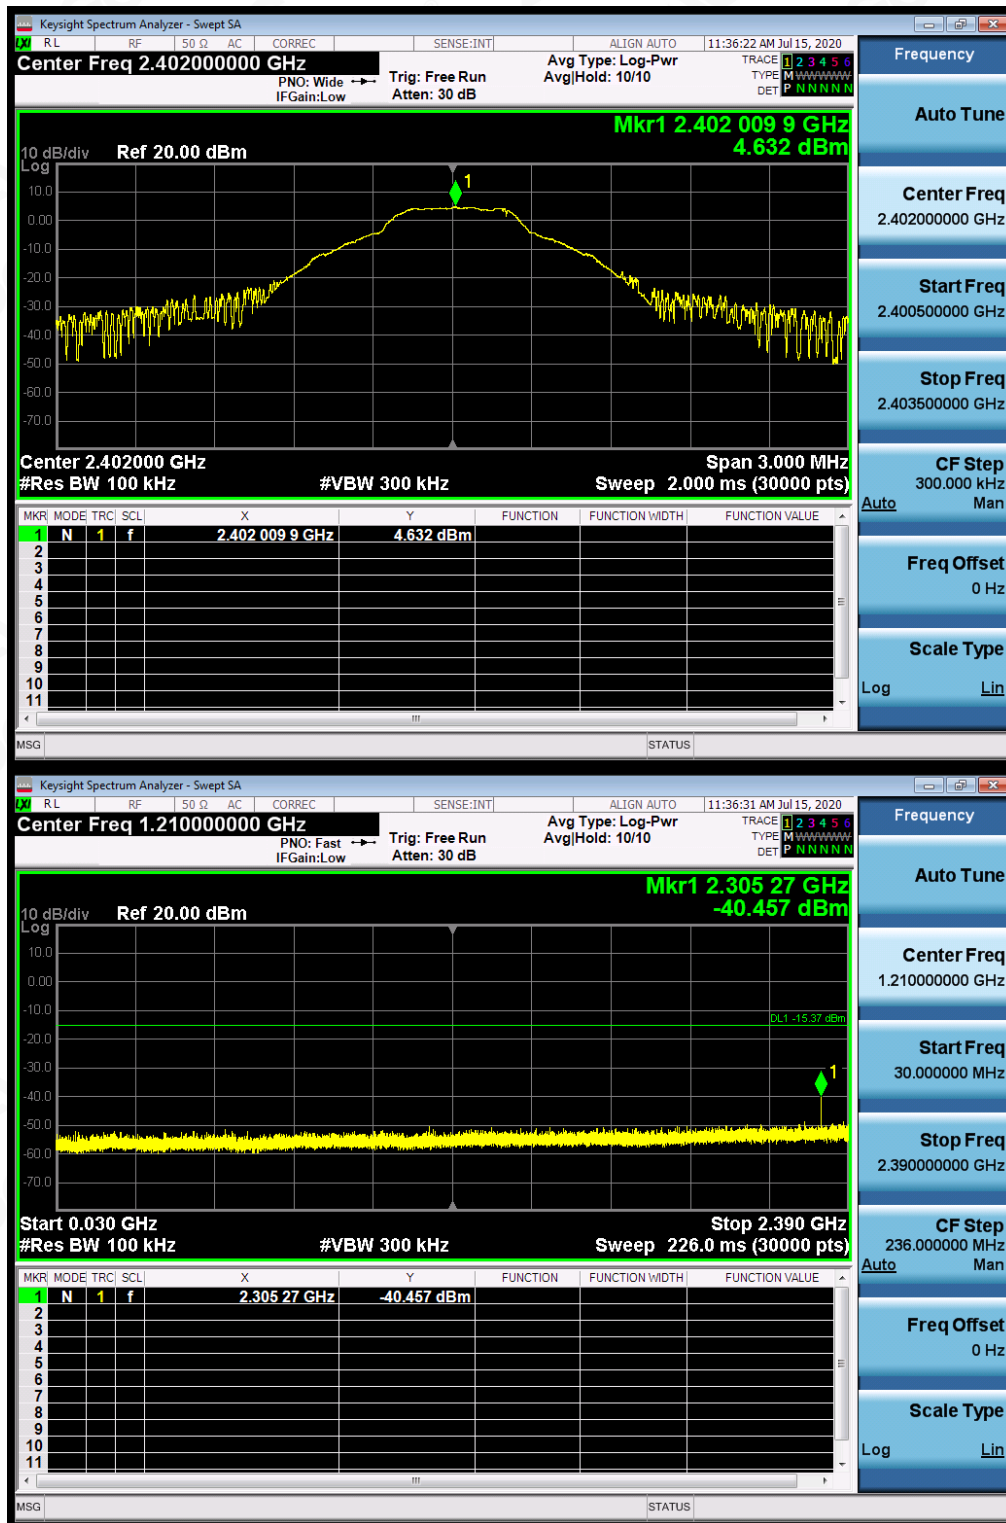 Keysight Spectrum Analyzer - Swept SA
LXI RL RF 50 Ω AC CORREC SENSE:INT ALIGN AUTO 11:36:22 AM Jul 15, 2020
Center Freq 2.402000000 GHz
PNO: Wide
IFGain:Low
Trig: Free Run
Atten: 30 dB
Avg Type: Log-Pwr
Avg|Hold: 10/10
TRACE 1 2 3 4 5 6
TYPE M WWWWW
DET P N N N N N
Mkr1 2.402 009 9 GHz
4.632 dBm
10 dB/div Ref 20.00 dBm
Log
10.0
0.00
-10.0
-20.0
-30.0
-40.0
-50.0
-60.0
-70.0
1
Center 2.402000 GHz Span 3.000 MHz
#Res BW 100 kHz #VBW 300 kHz Sweep 2.000 ms (30000 pts)
MKR MODE TRC SCL X Y FUNCTION FUNCTION WIDTH FUNCTION VALUE
1 N 1 f 2.402 009 9 GHz 4.632 dBm
2
3
4
5
6
7
8
9
10
11
MSG STATUS
Frequency
Auto Tune
Center Freq
2.402000000 GHz
Start Freq
2.400500000 GHz
Stop Freq
2.403500000 GHz
CF Step
300.000 kHz
Auto Man
Freq Offset
0 Hz
Scale Type
Log Lin
Keysight Spectrum Analyzer - Swept SA
LXI RL RF 50 Ω AC CORREC SENSE:INT ALIGN AUTO 11:36:31 AM Jul 15, 2020
Center Freq 1.210000000 GHz
PNO: Fast
IFGain:Low
Trig: Free Run
Atten: 30 dB
Avg Type: Log-Pwr
Avg|Hold: 10/10
TRACE 1 2 3 4 5 6
TYPE M WWWWW
DET P N N N N N
Mkr1 2.305 27 GHz
-40.457 dBm
10 dB/div Ref 20.00 dBm
Log
10.0
0.00
-10.0
-20.0
-30.0
-40.0
-50.0
-60.0
-70.0
DL1 -15.37 dBm
1
Start 0.030 GHz Stop 2.390 GHz
#Res BW 100 kHz #VBW 300 kHz Sweep 226.0 ms (30000 pts)
MKR MODE TRC SCL X Y FUNCTION FUNCTION WIDTH FUNCTION VALUE
1 N 1 f 2.305 27 GHz -40.457 dBm
2
3
4
5
6
7
8
9
10
11
MSG STATUS
Frequency
Auto Tune
Center Freq
1.210000000 GHz
Start Freq
30.000000 MHz
Stop Freq
2.390000000 GHz
CF Step
236.000000 MHz
Auto Man
Freq Offset
0 Hz
Scale Type
Log Lin